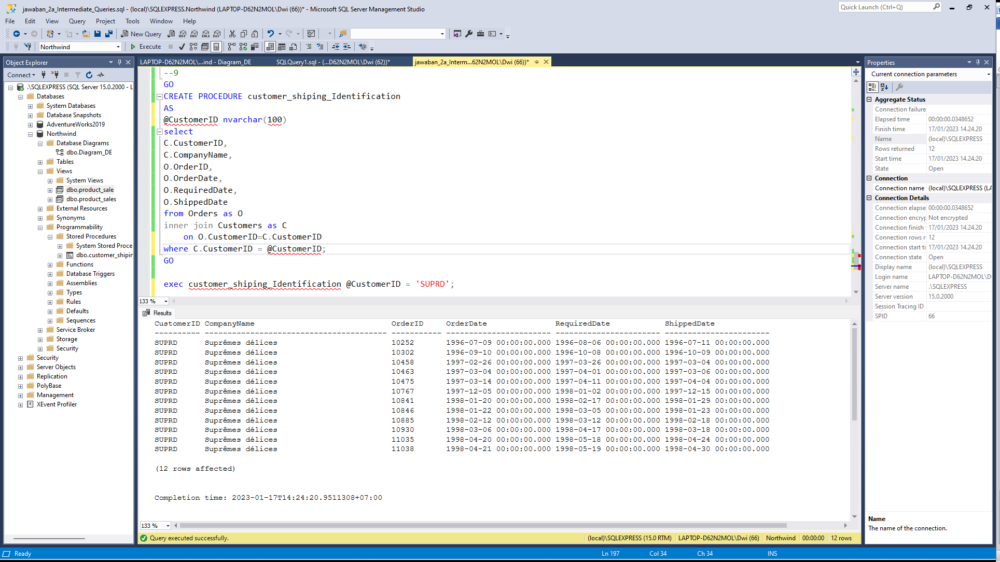 jawaban_2a_Intermediate_Queries.sql - (local)\SQLEXPRESS.Northwind (LAPTOP-D62N2MOL\Dwi (66))* - Microsoft SQL Server Management Studio
Quick Launch (Ctrl+Q)
File Edit View Query Project Tools Window Help
New Query
MDX DMX XMLA DAX
Northwind
Execute
Object Explorer
Connect
.\SQLEXPRESS (SQL Server 15.0.2000 - L
Databases
System Databases
Database Snapshots
AdventureWorks2019
Northwind
Database Diagrams
dbo.Diagram_DE
Tables
Views
System Views
dbo.product_sale
dbo.product_sales
External Resources
Synonyms
Programmability
Stored Procedures
System Stored Proce
dbo.customer_shipin
Functions
Database Triggers
Assemblies
Types
Rules
Defaults
Sequences
Service Broker
Storage
Security
Security
Server Objects
Replication
PolyBase
Management
XEvent Profiler
LAPTOP-D62N2MOL\...ind - Diagram_DE
SQLQuery1.sql - (...D62N2MOL\Dwi (62))*
jawaban_2a_Interm...62N2MOL\Dwi (66))*
--9
GO
CREATE PROCEDURE customer_shiping_Identification
AS
@CustomerID nvarchar(100)
select
C.CustomerID,
C.CompanyName,
O.OrderID,
O.OrderDate,
O.RequiredDate,
O.ShippedDate
from Orders as O
inner join Customers as C
on O.CustomerID=C.CustomerID
where C.CustomerID = @CustomerID;
GO
exec customer_shiping_Identification @CustomerID = 'SUPRD';
133 %
Results
CustomerID CompanyName OrderID OrderDate RequiredDate ShippedDate
---------- ---------------------------------------- ----------- ----------------------- ----------------------- -----------------------
SUPRD Suprêmes délices 10252 1996-07-09 00:00:00.000 1996-08-06 00:00:00.000 1996-07-11 00:00:00.000
SUPRD Suprêmes délices 10302 1996-09-10 00:00:00.000 1996-10-08 00:00:00.000 1996-10-09 00:00:00.000
SUPRD Suprêmes délices 10458 1997-02-26 00:00:00.000 1997-03-26 00:00:00.000 1997-03-04 00:00:00.000
SUPRD Suprêmes délices 10463 1997-03-04 00:00:00.000 1997-04-01 00:00:00.000 1997-03-06 00:00:00.000
SUPRD Suprêmes délices 10475 1997-03-14 00:00:00.000 1997-04-11 00:00:00.000 1997-04-04 00:00:00.000
SUPRD Suprêmes délices 10767 1997-12-05 00:00:00.000 1998-01-02 00:00:00.000 1997-12-15 00:00:00.000
SUPRD Suprêmes délices 10841 1998-01-20 00:00:00.000 1998-02-17 00:00:00.000 1998-01-29 00:00:00.000
SUPRD Suprêmes délices 10846 1998-01-22 00:00:00.000 1998-03-05 00:00:00.000 1998-01-23 00:00:00.000
SUPRD Suprêmes délices 10885 1998-02-12 00:00:00.000 1998-03-12 00:00:00.000 1998-02-18 00:00:00.000
SUPRD Suprêmes délices 10930 1998-03-06 00:00:00.000 1998-04-17 00:00:00.000 1998-03-18 00:00:00.000
SUPRD Suprêmes délices 11035 1998-04-20 00:00:00.000 1998-05-18 00:00:00.000 1998-04-24 00:00:00.000
SUPRD Suprêmes délices 11038 1998-04-21 00:00:00.000 1998-05-19 00:00:00.000 1998-04-30 00:00:00.000
(12 rows affected)
Completion time: 2023-01-17T14:24:20.9511308+07:00
133 %
Query executed successfully.
(local)\SQLEXPRESS (15.0 RTM) LAPTOP-D62N2MOL\Dwi (66) Northwind 00:00:00 12 rows
Properties
Current connection parameters
Aggregate Status
Connection failure
Elapsed time 00:00:00.0348652
Finish time 17/01/2023 14.24.20
Name (local)\SQLEXPRESS
Rows returned 12
Start time 17/01/2023 14.24.20
State Open
Connection
Connection name (local)\SQLEXPRESS (LA
Connection Details
Connection elapse 00:00:00.0348652
Connection encryp Not encrypted
Connection finish 17/01/2023 14.24.20
Connection rows r 12
Connection start ti 17/01/2023 14.24.20
Connection state Open
Display name (local)\SQLEXPRESS
Login name LAPTOP-D62N2MOL\D
Server name .\SQLEXPRESS
Server version 15.0.2000
Session Tracing ID
SPID 66
Name
The name of the connection.
Ready
Ln 197 Col 34 Ch 34 INS